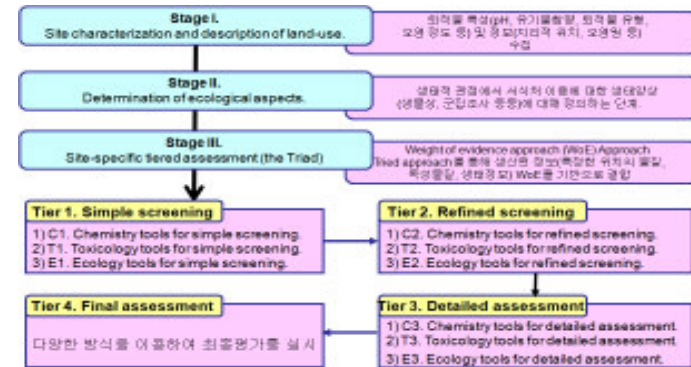 Stage I.
Site characterization and description of land-use.
퇴적물 특성(pH, 유기물함량, 퇴적물 유형,
오염 정도 등) 및 정보(지리적 위치, 오염원 등)
수집
Stage II.
Determination of ecological aspects.
생태적 관점에서 서식처 이용에 대한 생태양상
(생물상, 군집조사 등등)에 대해 정의하는 단계.
Stage III.
Site-specific tiered assessment (the Triad)
Weight of evidence approach (WoE) Approach
Tried approach를 통해 생산된 정보(특정한 위치의 물질,
독성물질, 생태정보) WoE를 기반으로 결합
Tier 1. Simple screening
1) C1. Chemistry tools for simple screening.
2) T1. Toxicology tools for simple screening.
3) E1. Ecology tools for simple screening.
Tier 2. Refined screening
1) C2. Chemistry tools for refined screening.
2) T2. Toxicology tools for refined screening.
3) E2. Ecology tools for refined screening.
Tier 3. Detailed assessment
1) C3. Chemistry tools for detailed assessment.
2) T3. Toxicology tools for detailed assessment.
3) E3. Ecology tools for detailed assessment.
Tier 4. Final assessment
다양한 방식을 이용하여 최종평가를 실시